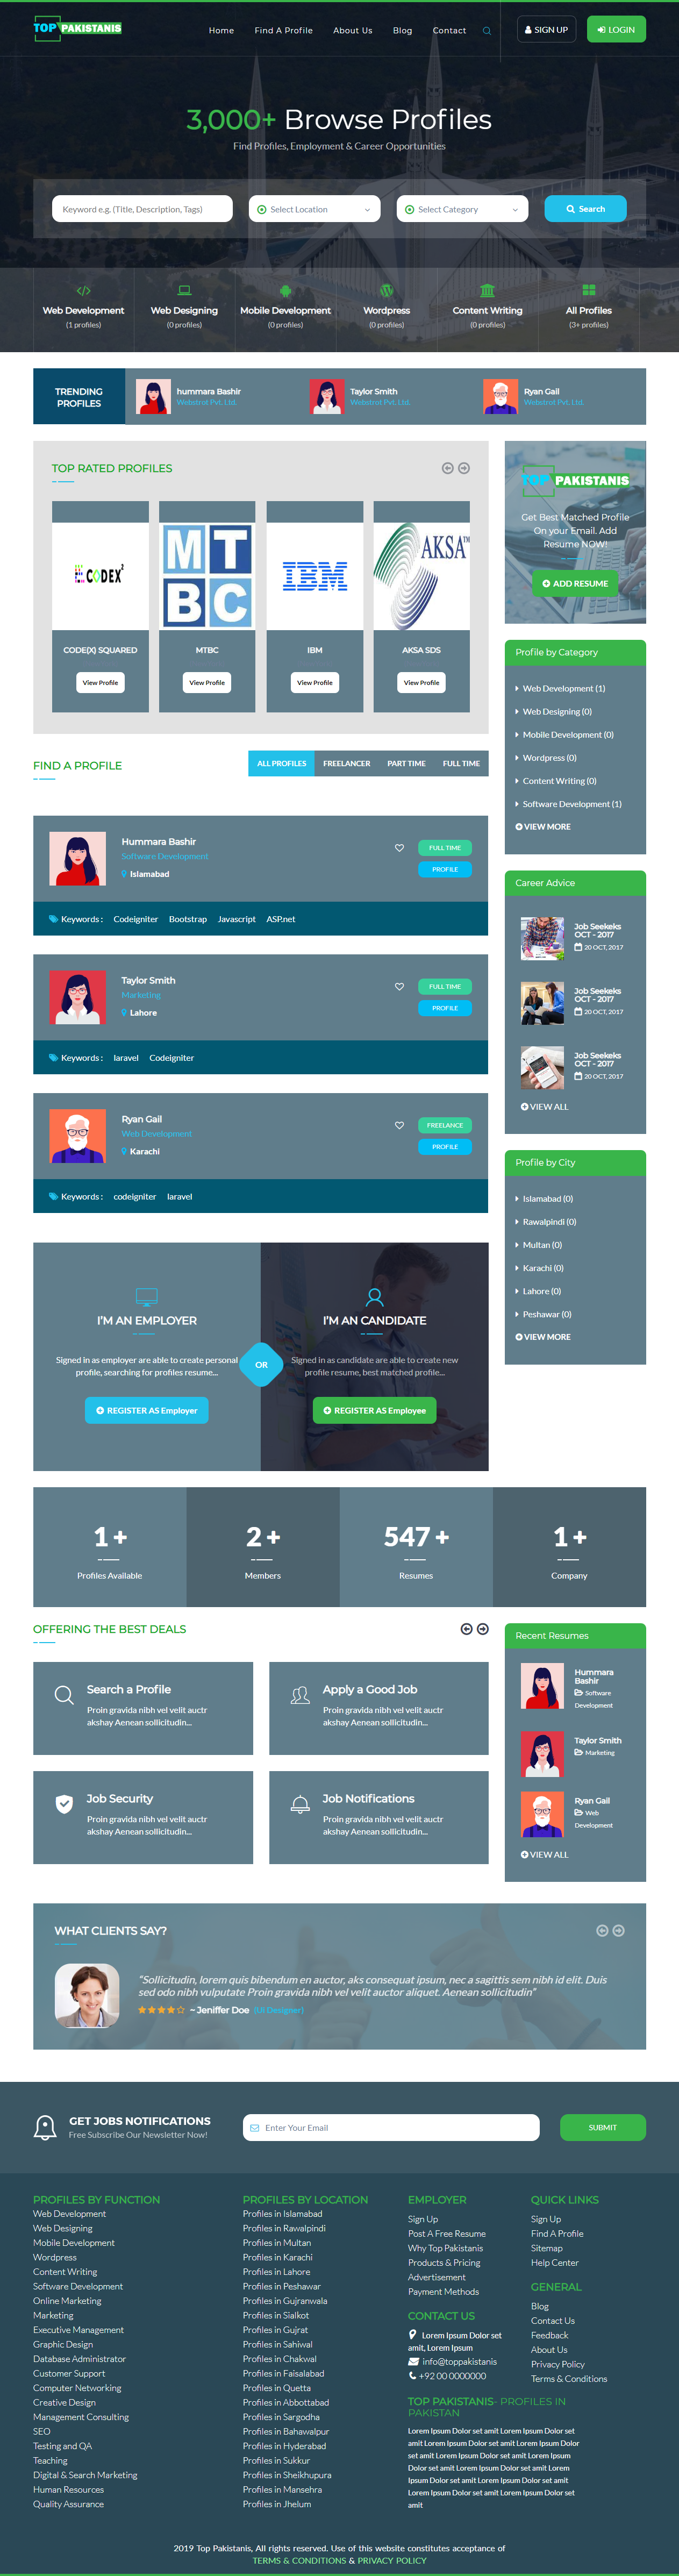 TOP PAKISTANIS
Home Find A Profile About Us Blog Contact
SIGN UP LOGIN
3,000+ Browse Profiles
Find Profiles, Employment & Career Opportunities
Keyword e.g. (Title, Description, Tags) Select Location Select Category Search
Web Development
(1 profiles)
Web Designing
(0 profiles)
Mobile Development
(0 profiles)
Wordpress
(0 profiles)
Content Writing
(0 profiles)
All Profiles
(3+ profiles)
TRENDING
PROFILES
hummara Bashir
Webstrot Pvt. Ltd.
Taylor Smith
Webstrot Pvt. Ltd.
Ryan Gail
Webstrot Pvt. Ltd.
TOP RATED PROFILES
CODEX2
CODE(X) SQUARED
View Profile
MTBC
MTBC
View Profile
IBM
IBM
View Profile
AKSA™
AKSA SDS
View Profile
TOP PAKISTANIS
Get Best Matched Profile
On your Email. Add
Resume NOW!
ADD RESUME
Profile by Category
Web Development (1)
Web Designing (0)
Mobile Development (0)
Wordpress (0)
Content Writing (0)
Software Development (1)
VIEW MORE
FIND A PROFILE
ALL PROFILES FREELANCER PART TIME FULL TIME
Hummara Bashir
Software Development
Islamabad
FULL TIME
PROFILE
Keywords : Codeigniter Bootstrap Javascript ASP.net
Taylor Smith
Marketing
Lahore
FULL TIME
PROFILE
Keywords : laravel Codeigniter
Ryan Gail
Web Development
Karachi
FREELANCE
PROFILE
Keywords : codeigniter laravel
Career Advice
Job Seekeks
OCT - 2017
20 OCT, 2017
Job Seekeks
OCT - 2017
20 OCT, 2017
Job Seekeks
OCT - 2017
20 OCT, 2017
VIEW ALL
Profile by City
Islamabad (0)
Rawalpindi (0)
Multan (0)
Karachi (0)
Lahore (0)
Peshawar (0)
VIEW MORE
I'M AN EMPLOYER
Signed in as employer are able to create personal
profile, searching for profiles resume...
REGISTER AS Employer
OR
I'M AN CANDIDATE
Signed in as candidate are able to create new
profile resume, best matched profile...
REGISTER AS Employee
1 +
Profiles Available
2 +
Members
547 +
Resumes
1 +
Company
OFFERING THE BEST DEALS
Search a Profile
Proin gravida nibh vel velit auctr
akshay Aenean sollicitudin...
Apply a Good Job
Proin gravida nibh vel velit auctr
akshay Aenean sollicitudin...
Job Security
Proin gravida nibh vel velit auctr
akshay Aenean sollicitudin...
Job Notifications
Proin gravida nibh vel velit auctr
akshay Aenean sollicitudin...
Recent Resumes
Hummara
Bashir
Software
Development
Taylor Smith
Marketing
Ryan Gail
Web
Development
VIEW ALL
WHAT CLIENTS SAY?
"Sollicitudin, lorem quis bibendum en auctor, aks consequat ipsum, nec a sagittis sem nibh id elit. Duis
sed odo nibh vulputate Proin gravida nibh vel velit auctor aliquet. Aenean sollicitudin"
~ Jeniffer Doe (UI Designer)
GET JOBS NOTIFICATIONS
Free Subscribe Our Newsletter Now!
Enter Your Email
SUBMIT
PROFILES BY FUNCTION
Web Development
Web Designing
Mobile Development
Wordpress
Content Writing
Software Development
Online Marketing
Marketing
Executive Management
Graphic Design
Database Administrator
Customer Support
Computer Networking
Creative Design
Management Consulting
SEO
Testing and QA
Teaching
Digital & Search Marketing
Human Resources
Quality Assurance
PROFILES BY LOCATION
Profiles in Islamabad
Profiles in Rawalpindi
Profiles in Multan
Profiles in Karachi
Profiles in Lahore
Profiles in Peshawar
Profiles in Gujranwala
Profiles in Sialkot
Profiles in Gujrat
Profiles in Sahiwal
Profiles in Chakwal
Profiles in Faisalabad
Profiles in Quetta
Profiles in Abbottabad
Profiles in Sargodha
Profiles in Bahawalpur
Profiles in Hyderabad
Profiles in Sukkur
Profiles in Sheikhupura
Profiles in Mansehra
Profiles in Jhelum
EMPLOYER
Sign Up
Post A Free Resume
Why Top Pakistanis
Products & Pricing
Advertisement
Payment Methods
CONTACT US
Lorem Ipsum Dolor set
amit, Lorem Ipsum
info@toppakistanis
+92 00 0000000
QUICK LINKS
Sign Up
Find A Profile
Sitemap
Help Center
GENERAL
Blog
Contact Us
Feedback
About Us
Privacy Policy
Terms & Conditions
TOP PAKISTANIS- PROFILES IN
PAKISTAN
Lorem Ipsum Dolor set amit Lorem Ipsum Dolor set
amit Lorem Ipsum Dolor set amit Lorem Ipsum Dolor
set amit Lorem Ipsum Dolor set amit Lorem Ipsum
Dolor set amit Lorem Ipsum Dolor set amit Lorem
Ipsum Dolor set amit Lorem Ipsum Dolor set amit
Lorem Ipsum Dolor set amit Lorem Ipsum Dolor set
amit
2019 Top Pakistanis, All rights reserved. Use of this website constitutes acceptance of
TERMS & CONDITIONS & PRIVACY POLICY